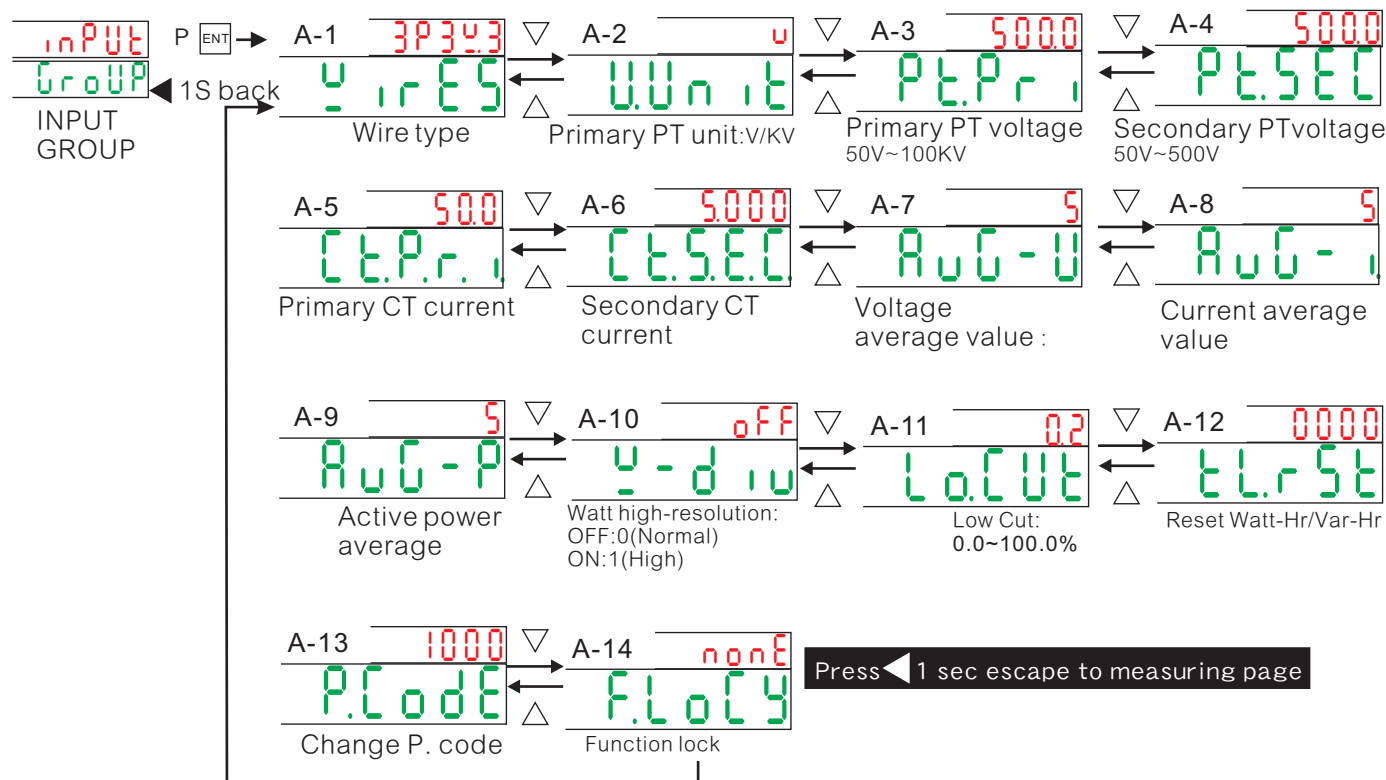 inPUt
P ENT
GroUP
1S back
INPUT
GROUP
A-1 3P3W.3
WirES
Wire type
A-2 U
U.Unit
Primary PT unit:V/KV
A-3 500.0
Pt.Pri
Primary PT voltage
50V~100KV
A-4 500.0
Pt.SEC
Secondary PTvoltage
50V~500V
A-5 50.0
Ct.P.r.i.
Primary CT current
A-6 5.000
Ct.S.E.C.
Secondary CT
current
A-7 5
AvG-U
Voltage
average value :
A-8 5
AvG-i.
Current average
value
A-9 5
AvG-P
Active power
average
A-10 oFF
W-div
Watt high-resolution:
OFF:0(Normal)
ON:1(High)
A-11 0.2
Lo.CUt
Low Cut:
0.0~100.0%
A-12 0000
tL.rSt
Reset Watt-Hr/Var-Hr
A-13 1000
P.CodE
Change P. code
A-14 nonE
F.LoCY
Function lock
Press 1 sec escape to measuring page